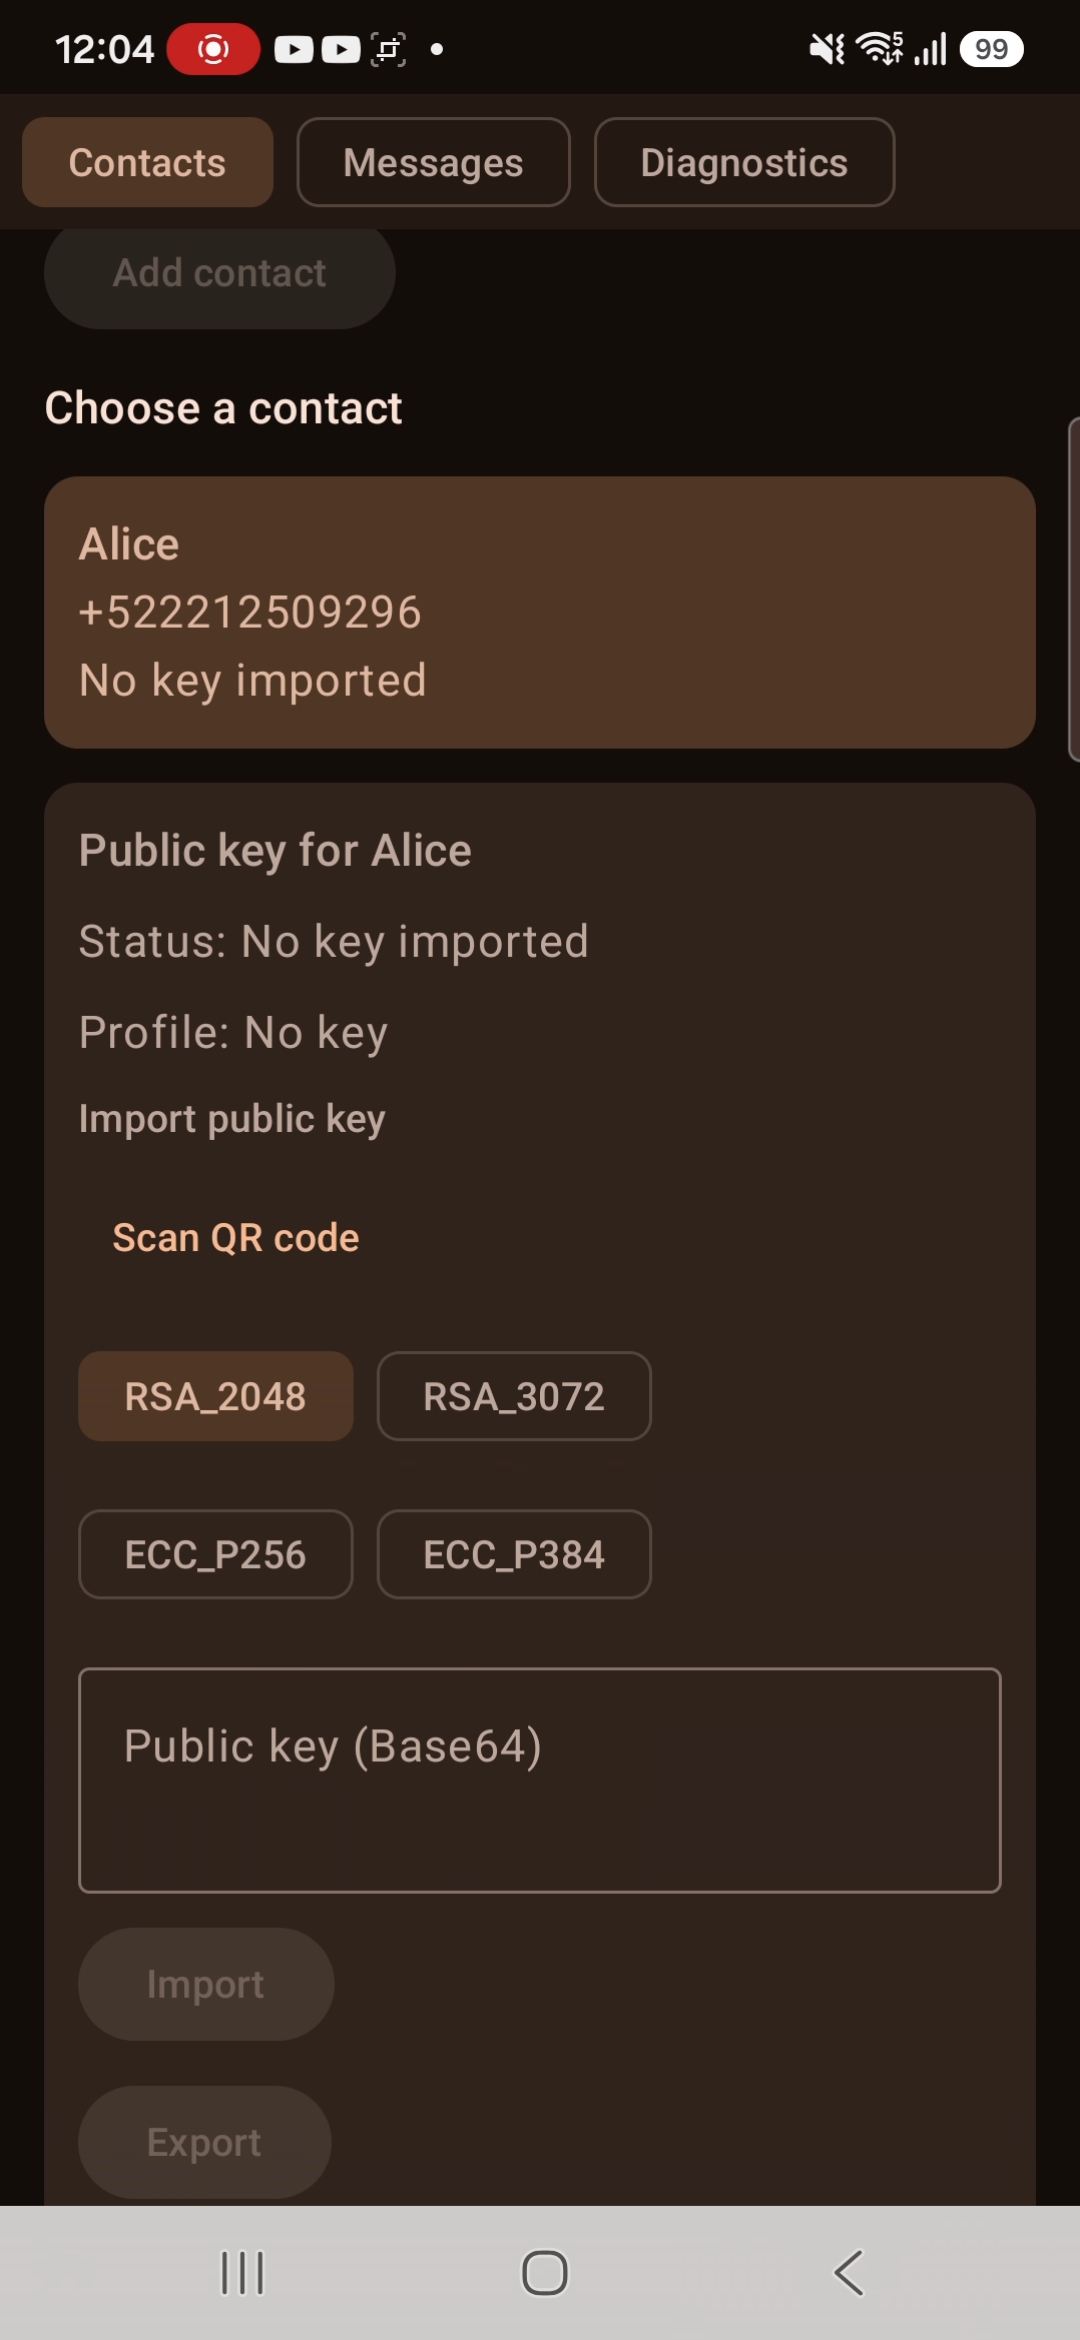 12:04
5
99
Contacts
Messages
Diagnostics
Add contact
Choose a contact
Alice
+522212509296
No key imported
Public key for Alice
Status: No key imported
Profile: No key
Import public key
Scan QR code
RSA_2048
RSA_3072
ECC_P256
ECC_P384
Public key (Base64)
Import
Export